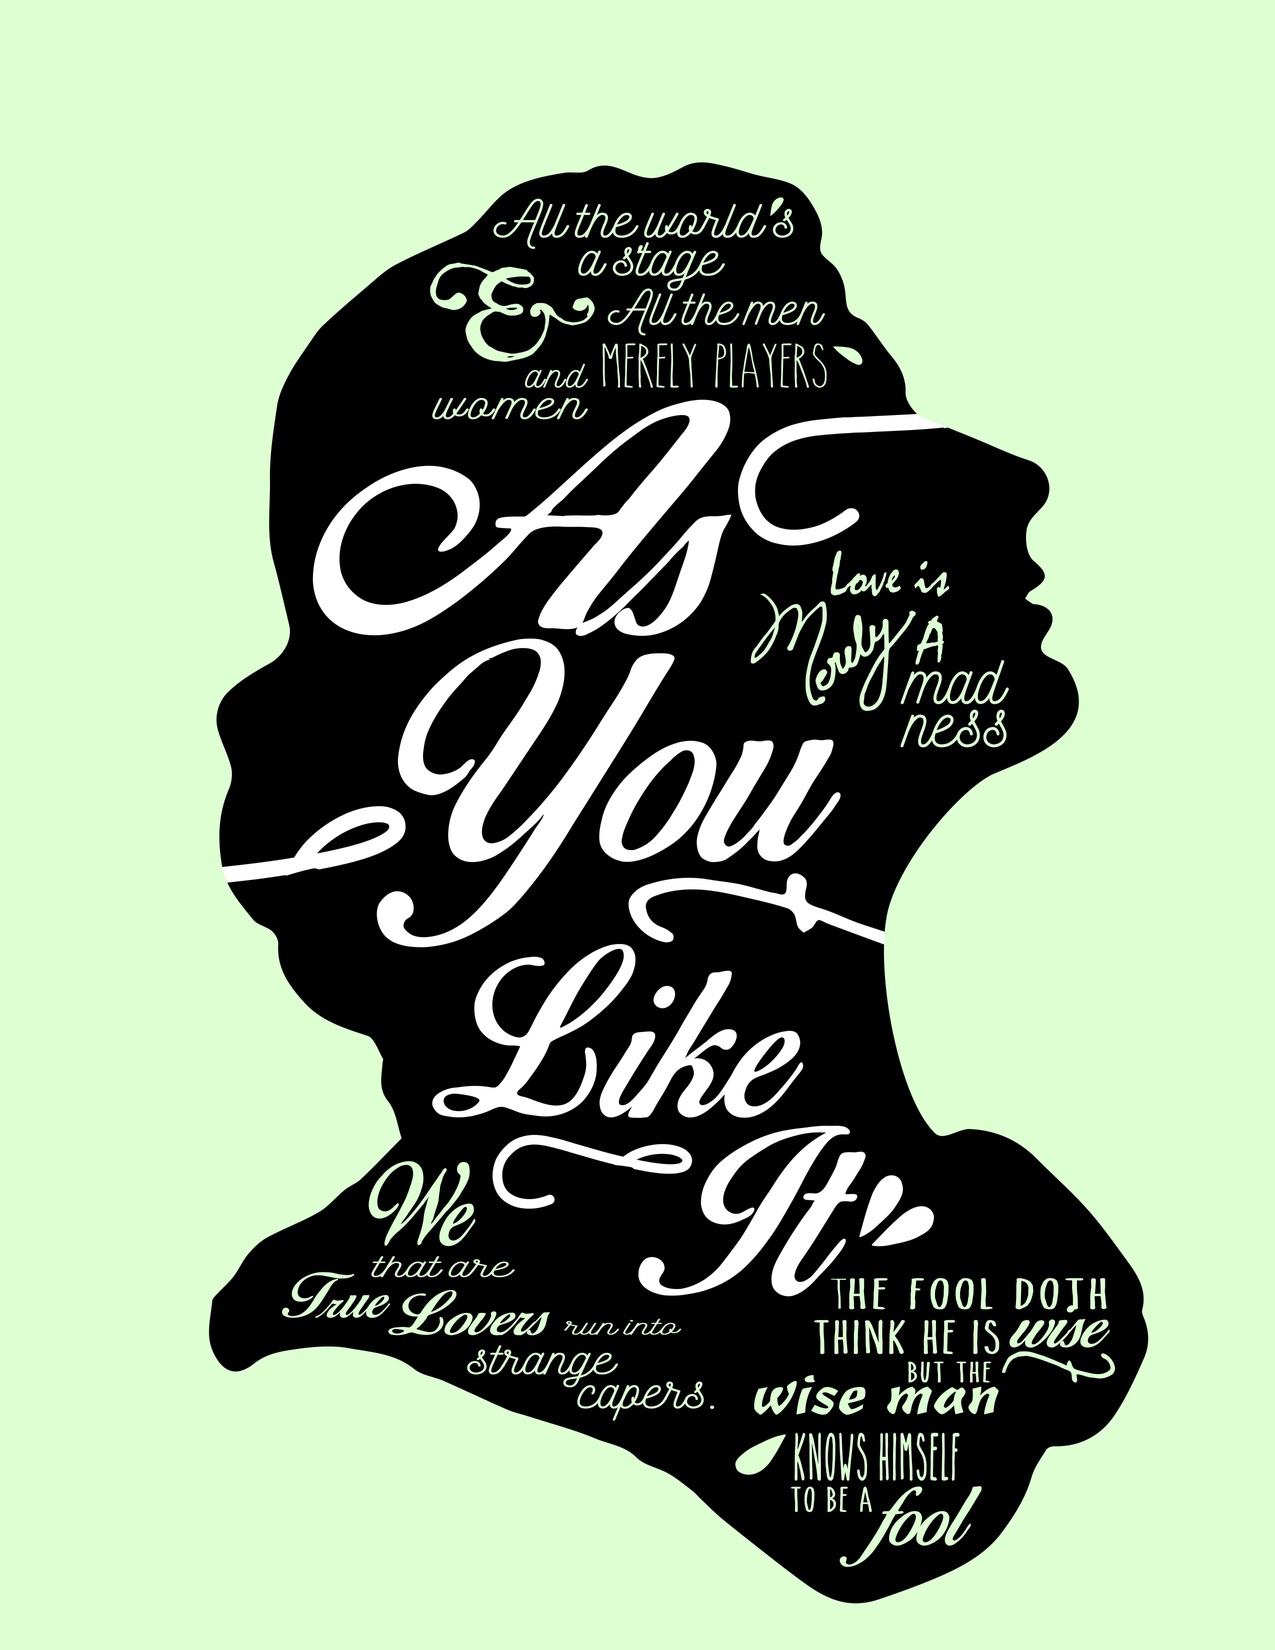 All the world's
a stage
& All the men
and MERELY PLAYERS
women
As
You
Like
It
Love is
Merely A
mad
ness
We
that are
True Lovers run into
strange
capers.
THE FOOL DOTH
THINK HE IS wise
BUT THE
wise man
KNOWS HIMSELF
TO BE A fool